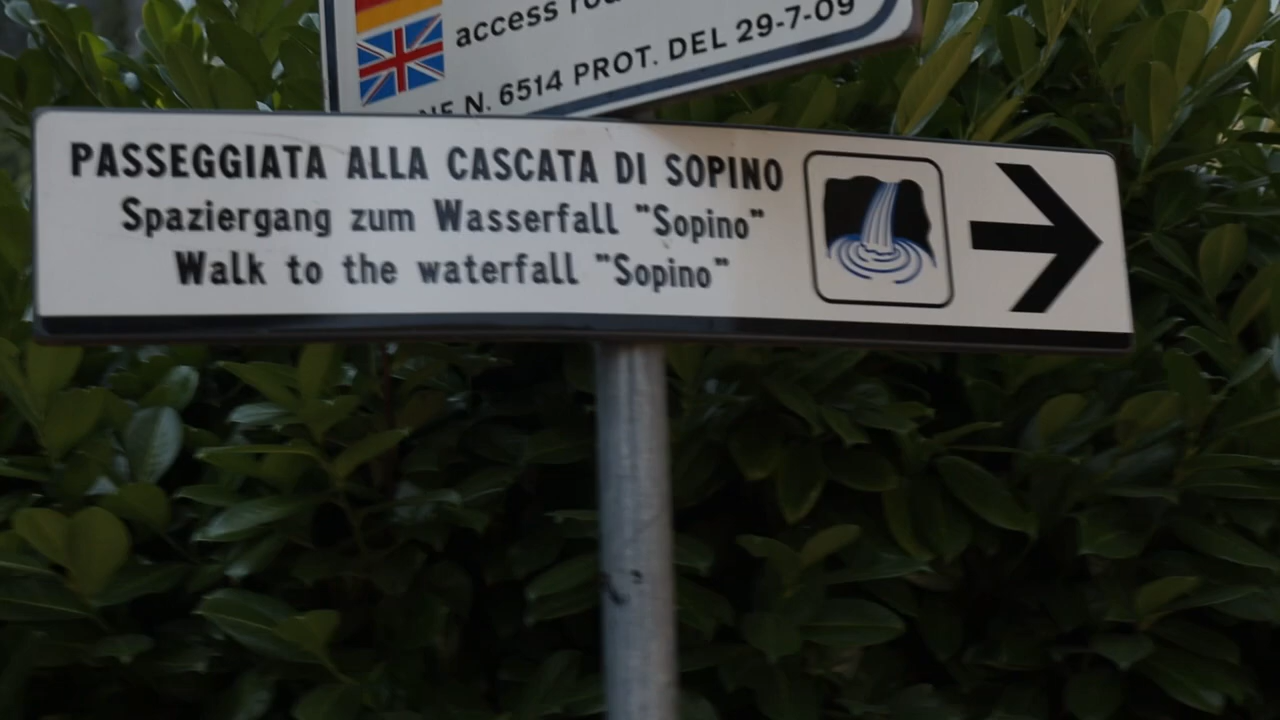 access
N. 6514 PROT. DEL 29-7-09
PASSEGGIATA ALLA CASCATA DI SOPINO
Spaziergang zum Wasserfall "Sopino"
Walk to the waterfall "Sopino"